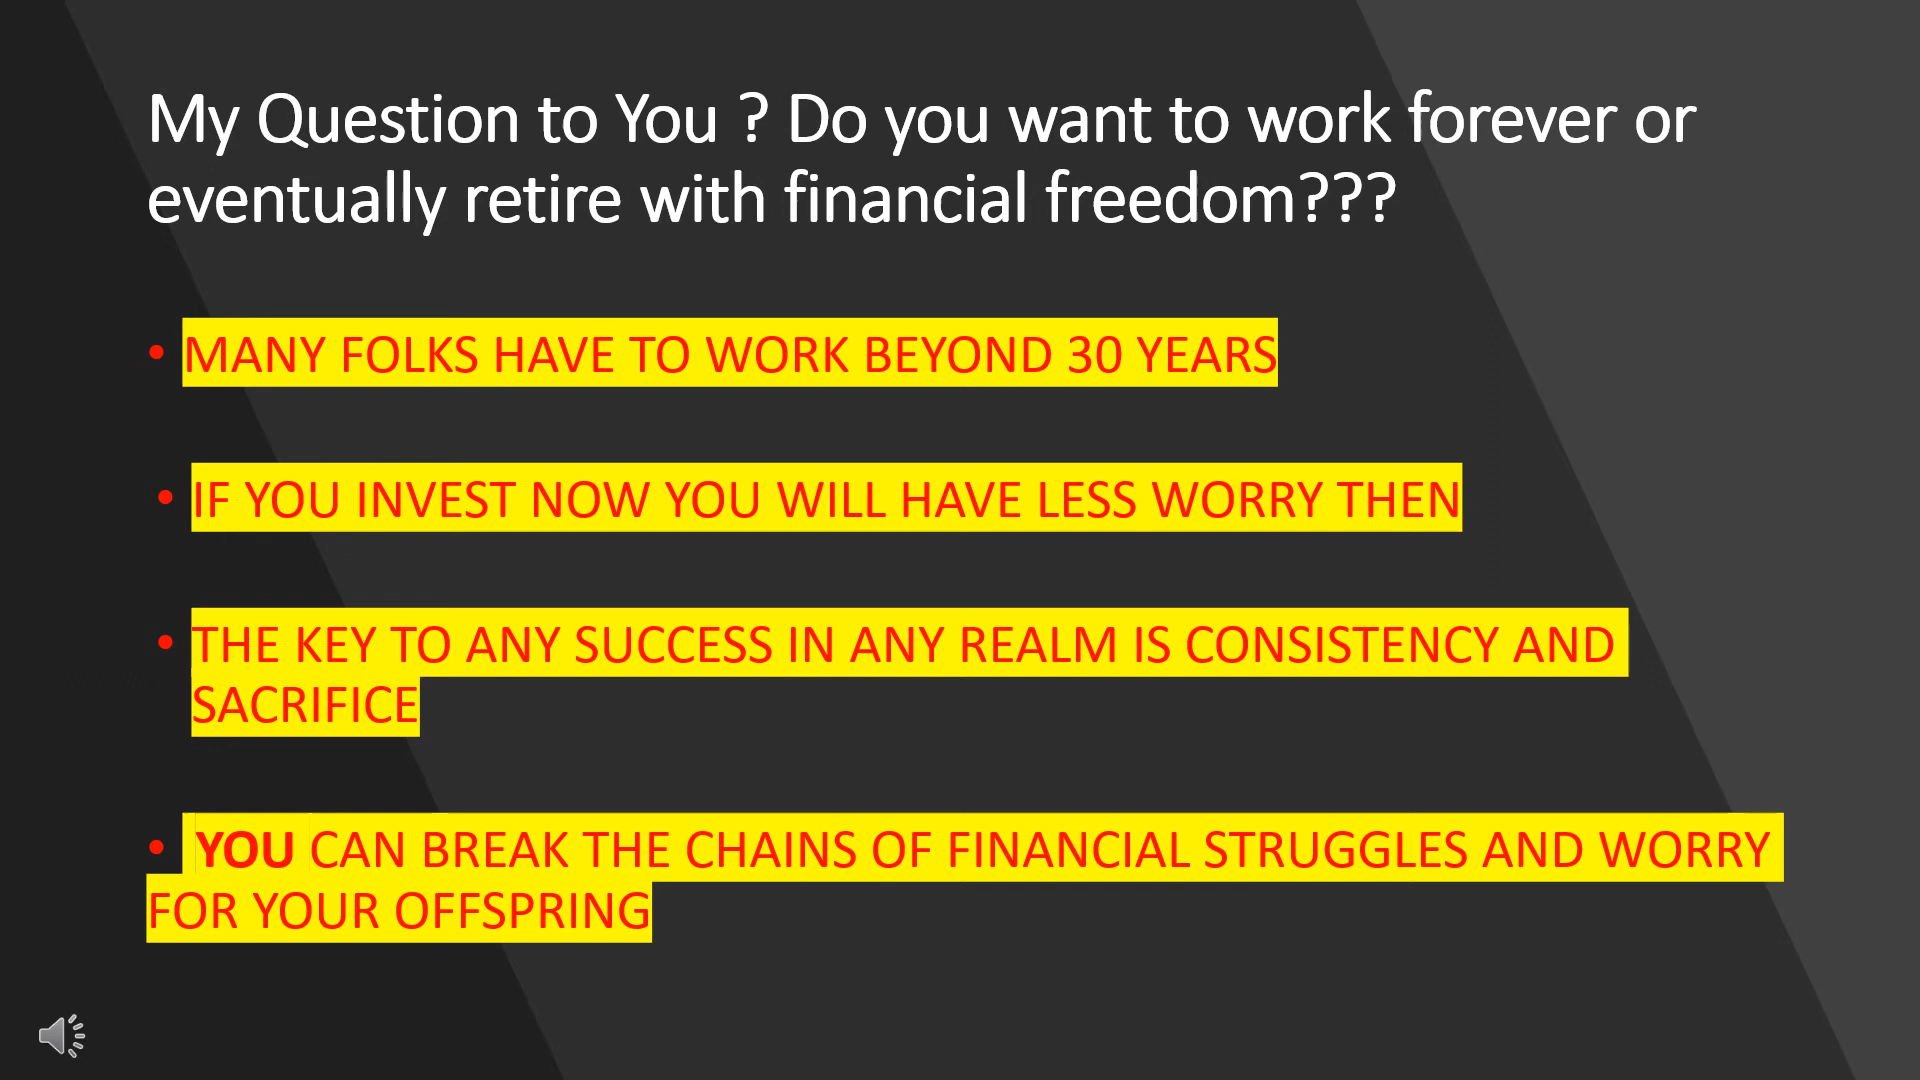 My Question to You ? Do you want to work forever or
eventually retire with financial freedom???
• MANY FOLKS HAVE TO WORK BEYOND 30 YEARS
• IF YOU INVEST NOW YOU WILL HAVE LESS WORRY THEN
• THE KEY TO ANY SUCCESS IN ANY REALM IS CONSISTENCY AND
SACRIFICE
• YOU CAN BREAK THE CHAINS OF FINANCIAL STRUGGLES AND WORRY
FOR YOUR OFFSPRING